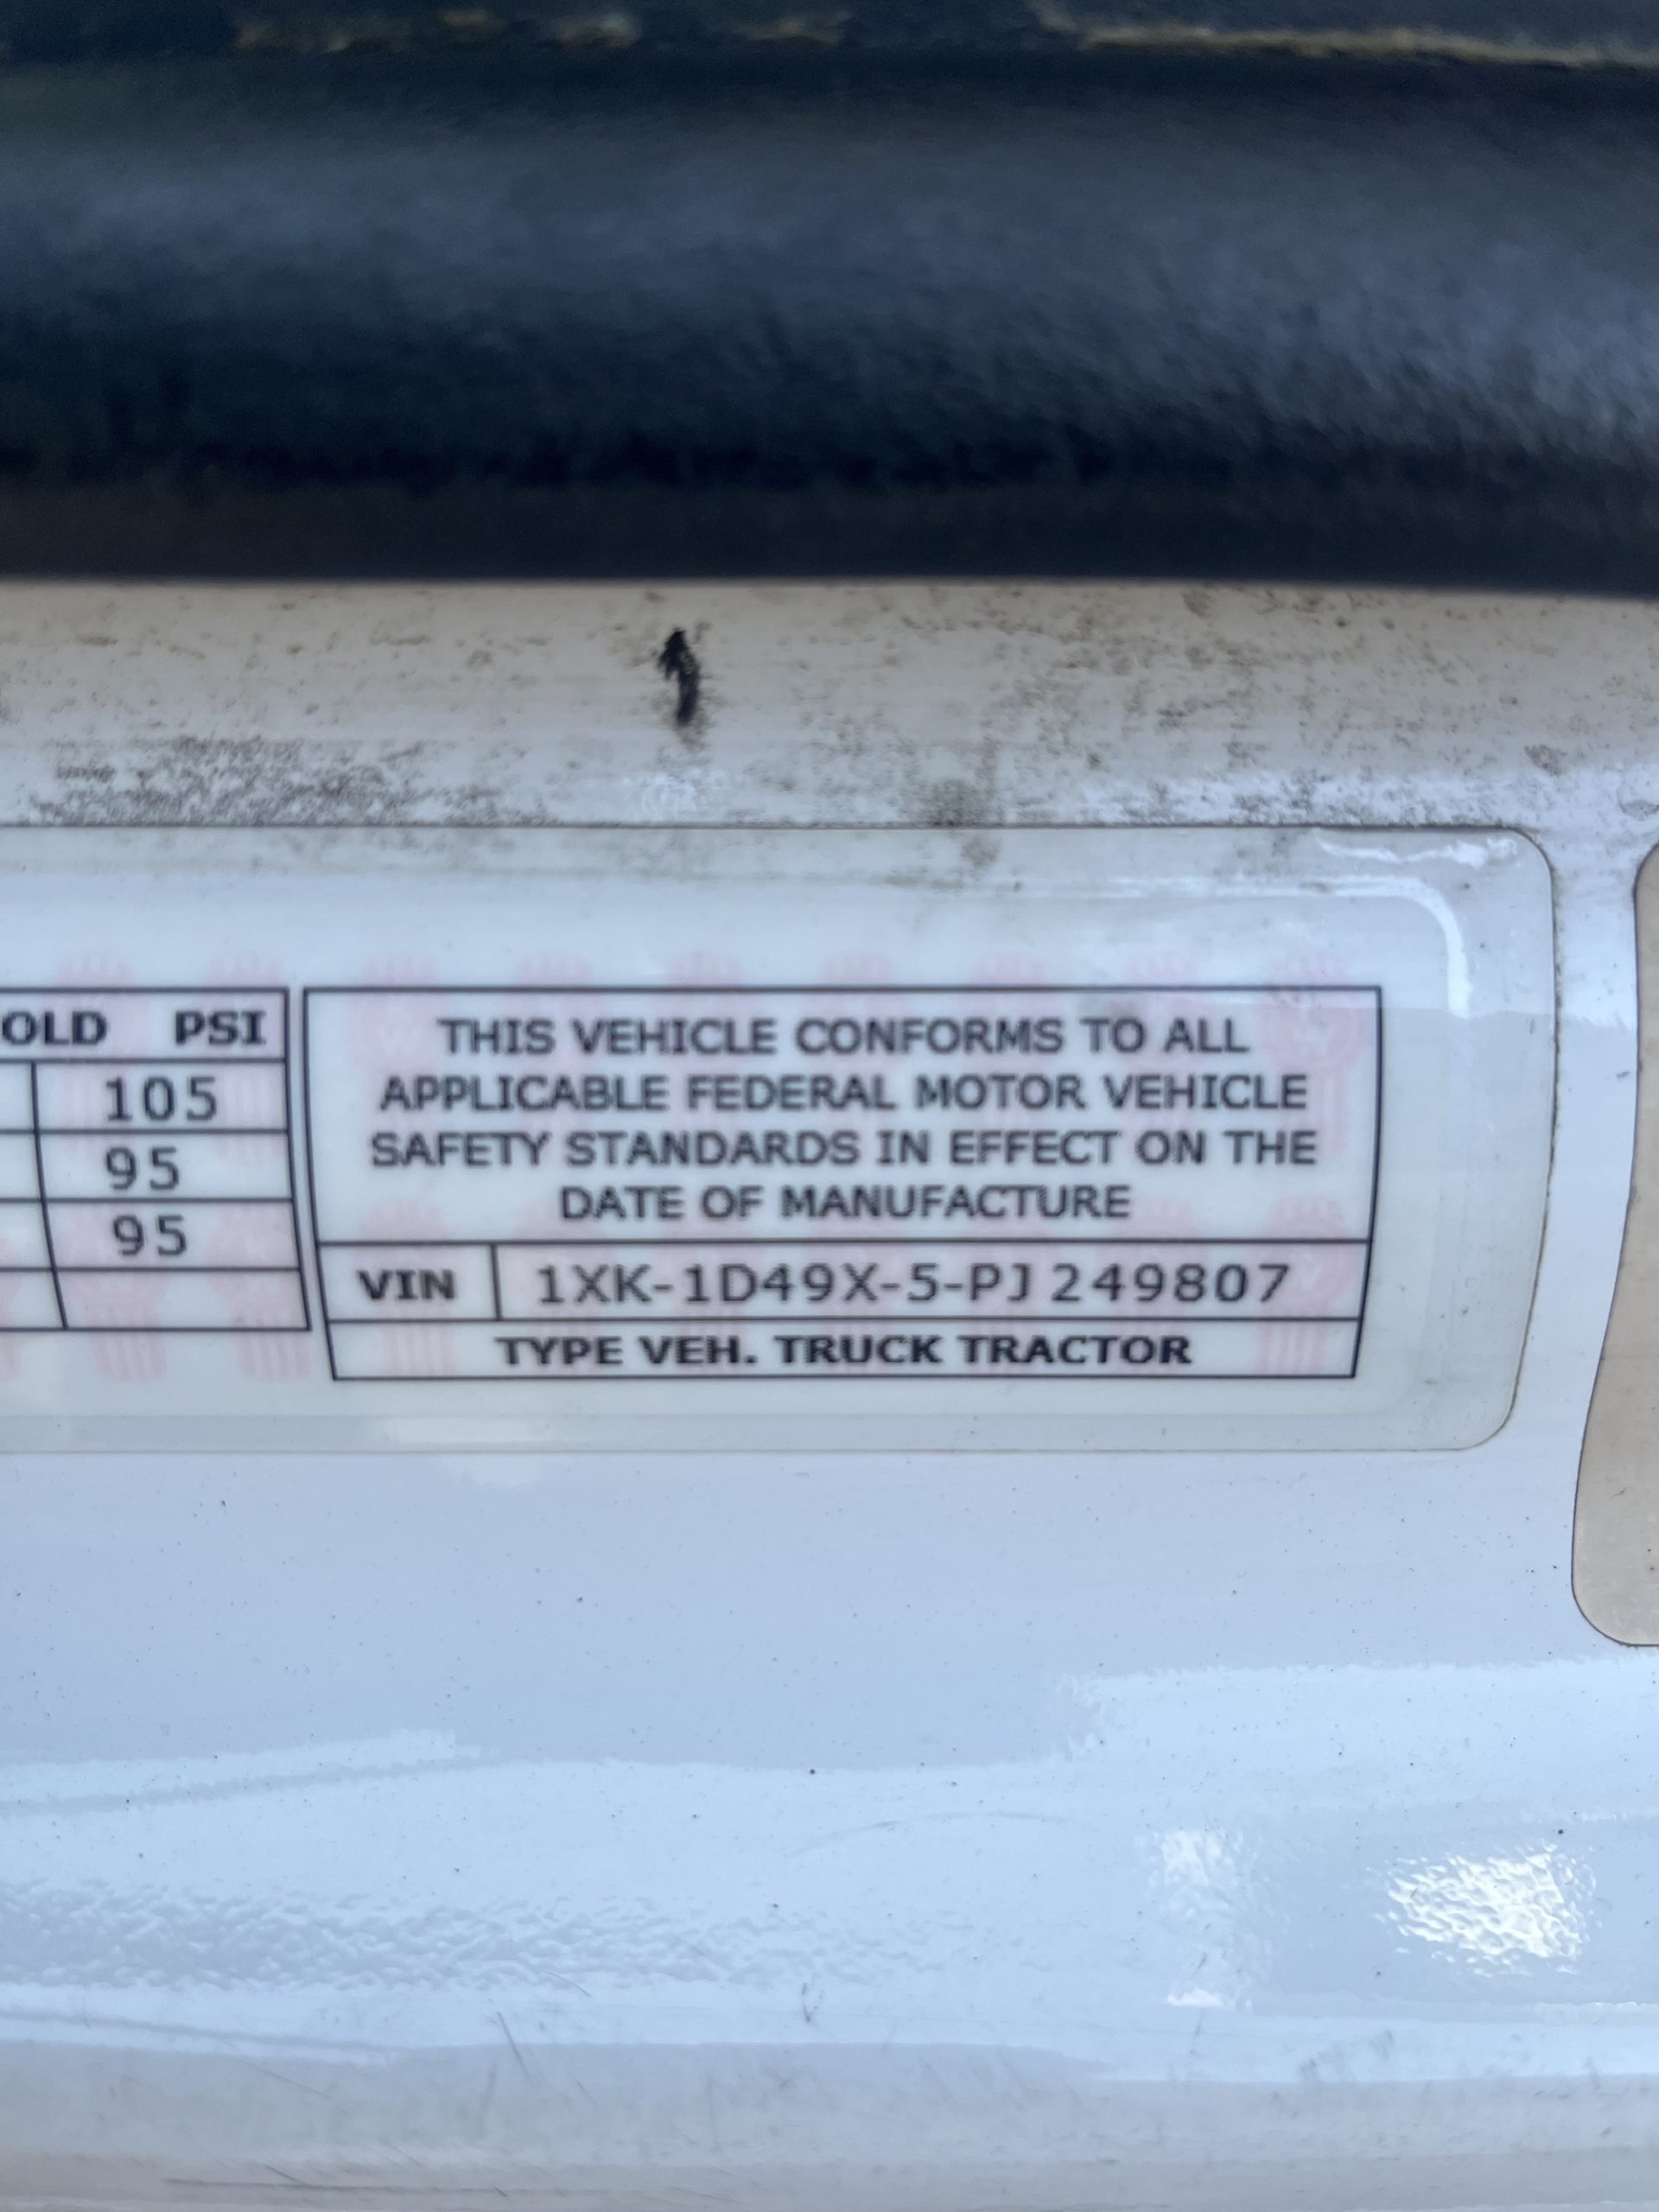 OLD PSI
105
95
95
THIS VEHICLE CONFORMS TO ALL
APPLICABLE FEDERAL MOTOR VEHICLE
SAFETY STANDARDS IN EFFECT ON THE
DATE OF MANUFACTURE
VIN 1XK-1D49X-5-PJ249807
TYPE VEH. TRUCK TRACTOR